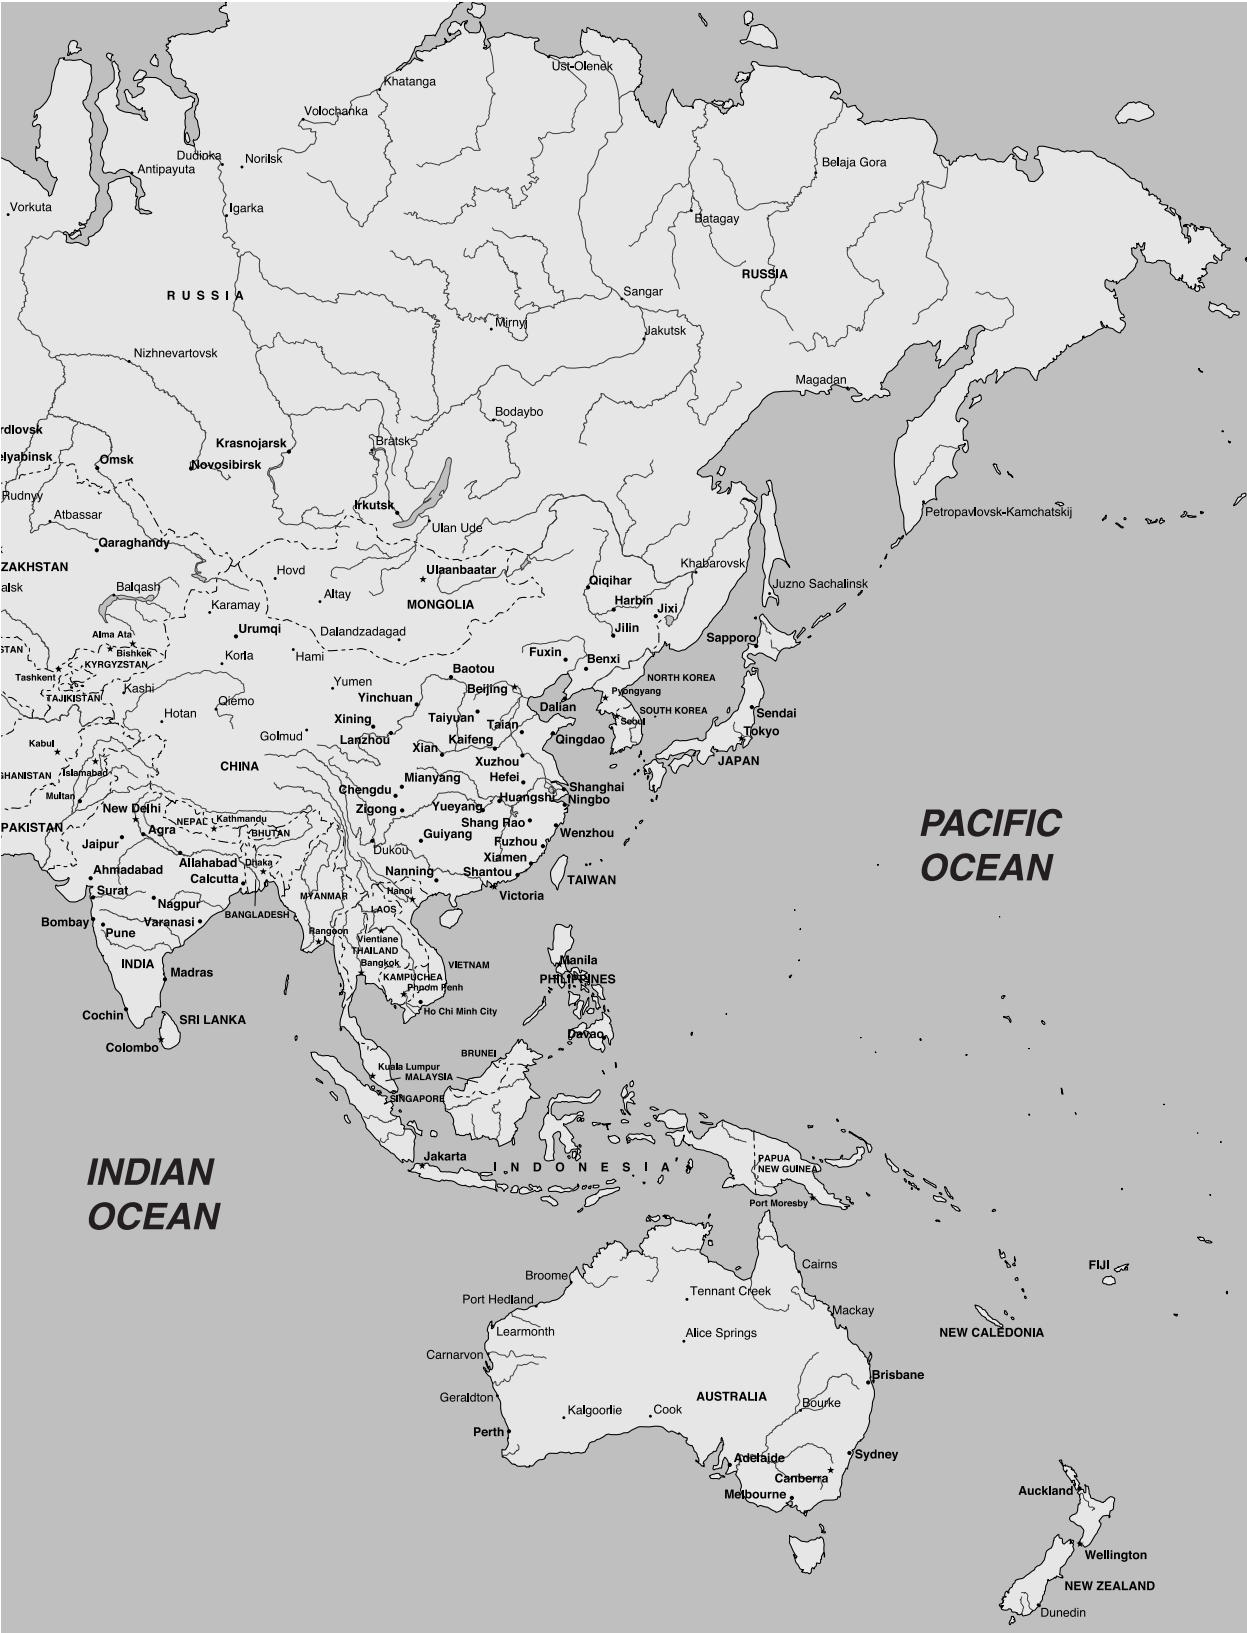 Ust-Olenek
Khatanga
Volochanka
Dudinka
Norilsk
Antipayuta
Belaja Gora
Vorkuta
Igarka
Batagay
RUSSIA
RUSSIA
Sangar
Mirnyj
Jakutsk
Nizhnevartovsk
Magadan
Bodaybo
rdlovsk
Krasnojarsk
Bratsk
elyabinsk
Omsk
Novosibirsk
Rudnyy
Irkutsk
Atbassar
Ulan Ude
Petropavlovsk-Kamchatskij
Qaraghandy
ZAKHSTAN
Hovd
Ulaanbaatar
Khabarovsk
alsk
Balqash
Qiqihar
Juzno Sachalinsk
Altay
Karamay
MONGOLIA
Harbin
Jixi
Alma Ata
Urumqi
Dalandzadagad
Jilin
Sapporo
STAN
Bishkek
KYRGYZSTAN
Korla
Hami
Fuxin
Benxi
Tashkent
Baotou
NORTH KOREA
TAJIKISTAN
Kashi
Yumen
Beijing
Pyongyang
Qiemo
Yinchuan
Dalian
SOUTH KOREA
Hotan
Xining
Taiyuan
Taian
Seoul
Sendai
Golmud
Lanzhou
Kaifeng
Qingdao
Tokyo
Kabul
Xian
Xuzhou
JAPAN
GHANISTAN
Islamabad
CHINA
Mianyang
Hefei
Multan
Chengdu
Huangshi
Shanghai
Ningbo
New Delhi
Zigong
Yueyang
PACIFIC
OCEAN
PAKISTAN
NEPAL
Kathmandu
Shang Rao
Agra
BHUTAN
Guiyang
Wenzhou
Jaipur
Dukou
Fuzhou
Allahabad
Dhaka
Xiamen
Ahmadabad
Calcutta
Nanning
Shantou
TAIWAN
Surat
Hanoi
Victoria
Nagpur
MYANMAR
LAOS
Bombay
Varanasi
BANGLADESH
Pune
Rangoon
Vientiane
THAILAND
INDIA
Bangkok
VIETNAM
Manila
Madras
KAMPUCHEA
PHILIPPINES
Phnom Penh
Cochin
SRI LANKA
Ho Chi Minh City
Davao
Colombo
BRUNEI
Kuala Lumpur
MALAYSIA
SINGAPORE
Jakarta
INDONESIA
PAPUA
NEW GUINEA
INDIAN
OCEAN
Port Moresby
Broome
Cairns
FIJI
Port Hedland
Tennant Creek
Mackay
Learmonth
Alice Springs
NEW CALEDONIA
Carnarvon
Brisbane
Geraldton
AUSTRALIA
Bourke
Kalgoorlie
Cook
Perth
Adelaide
Sydney
Canberra
Melbourne
Auckland
Wellington
NEW ZEALAND
Dunedin